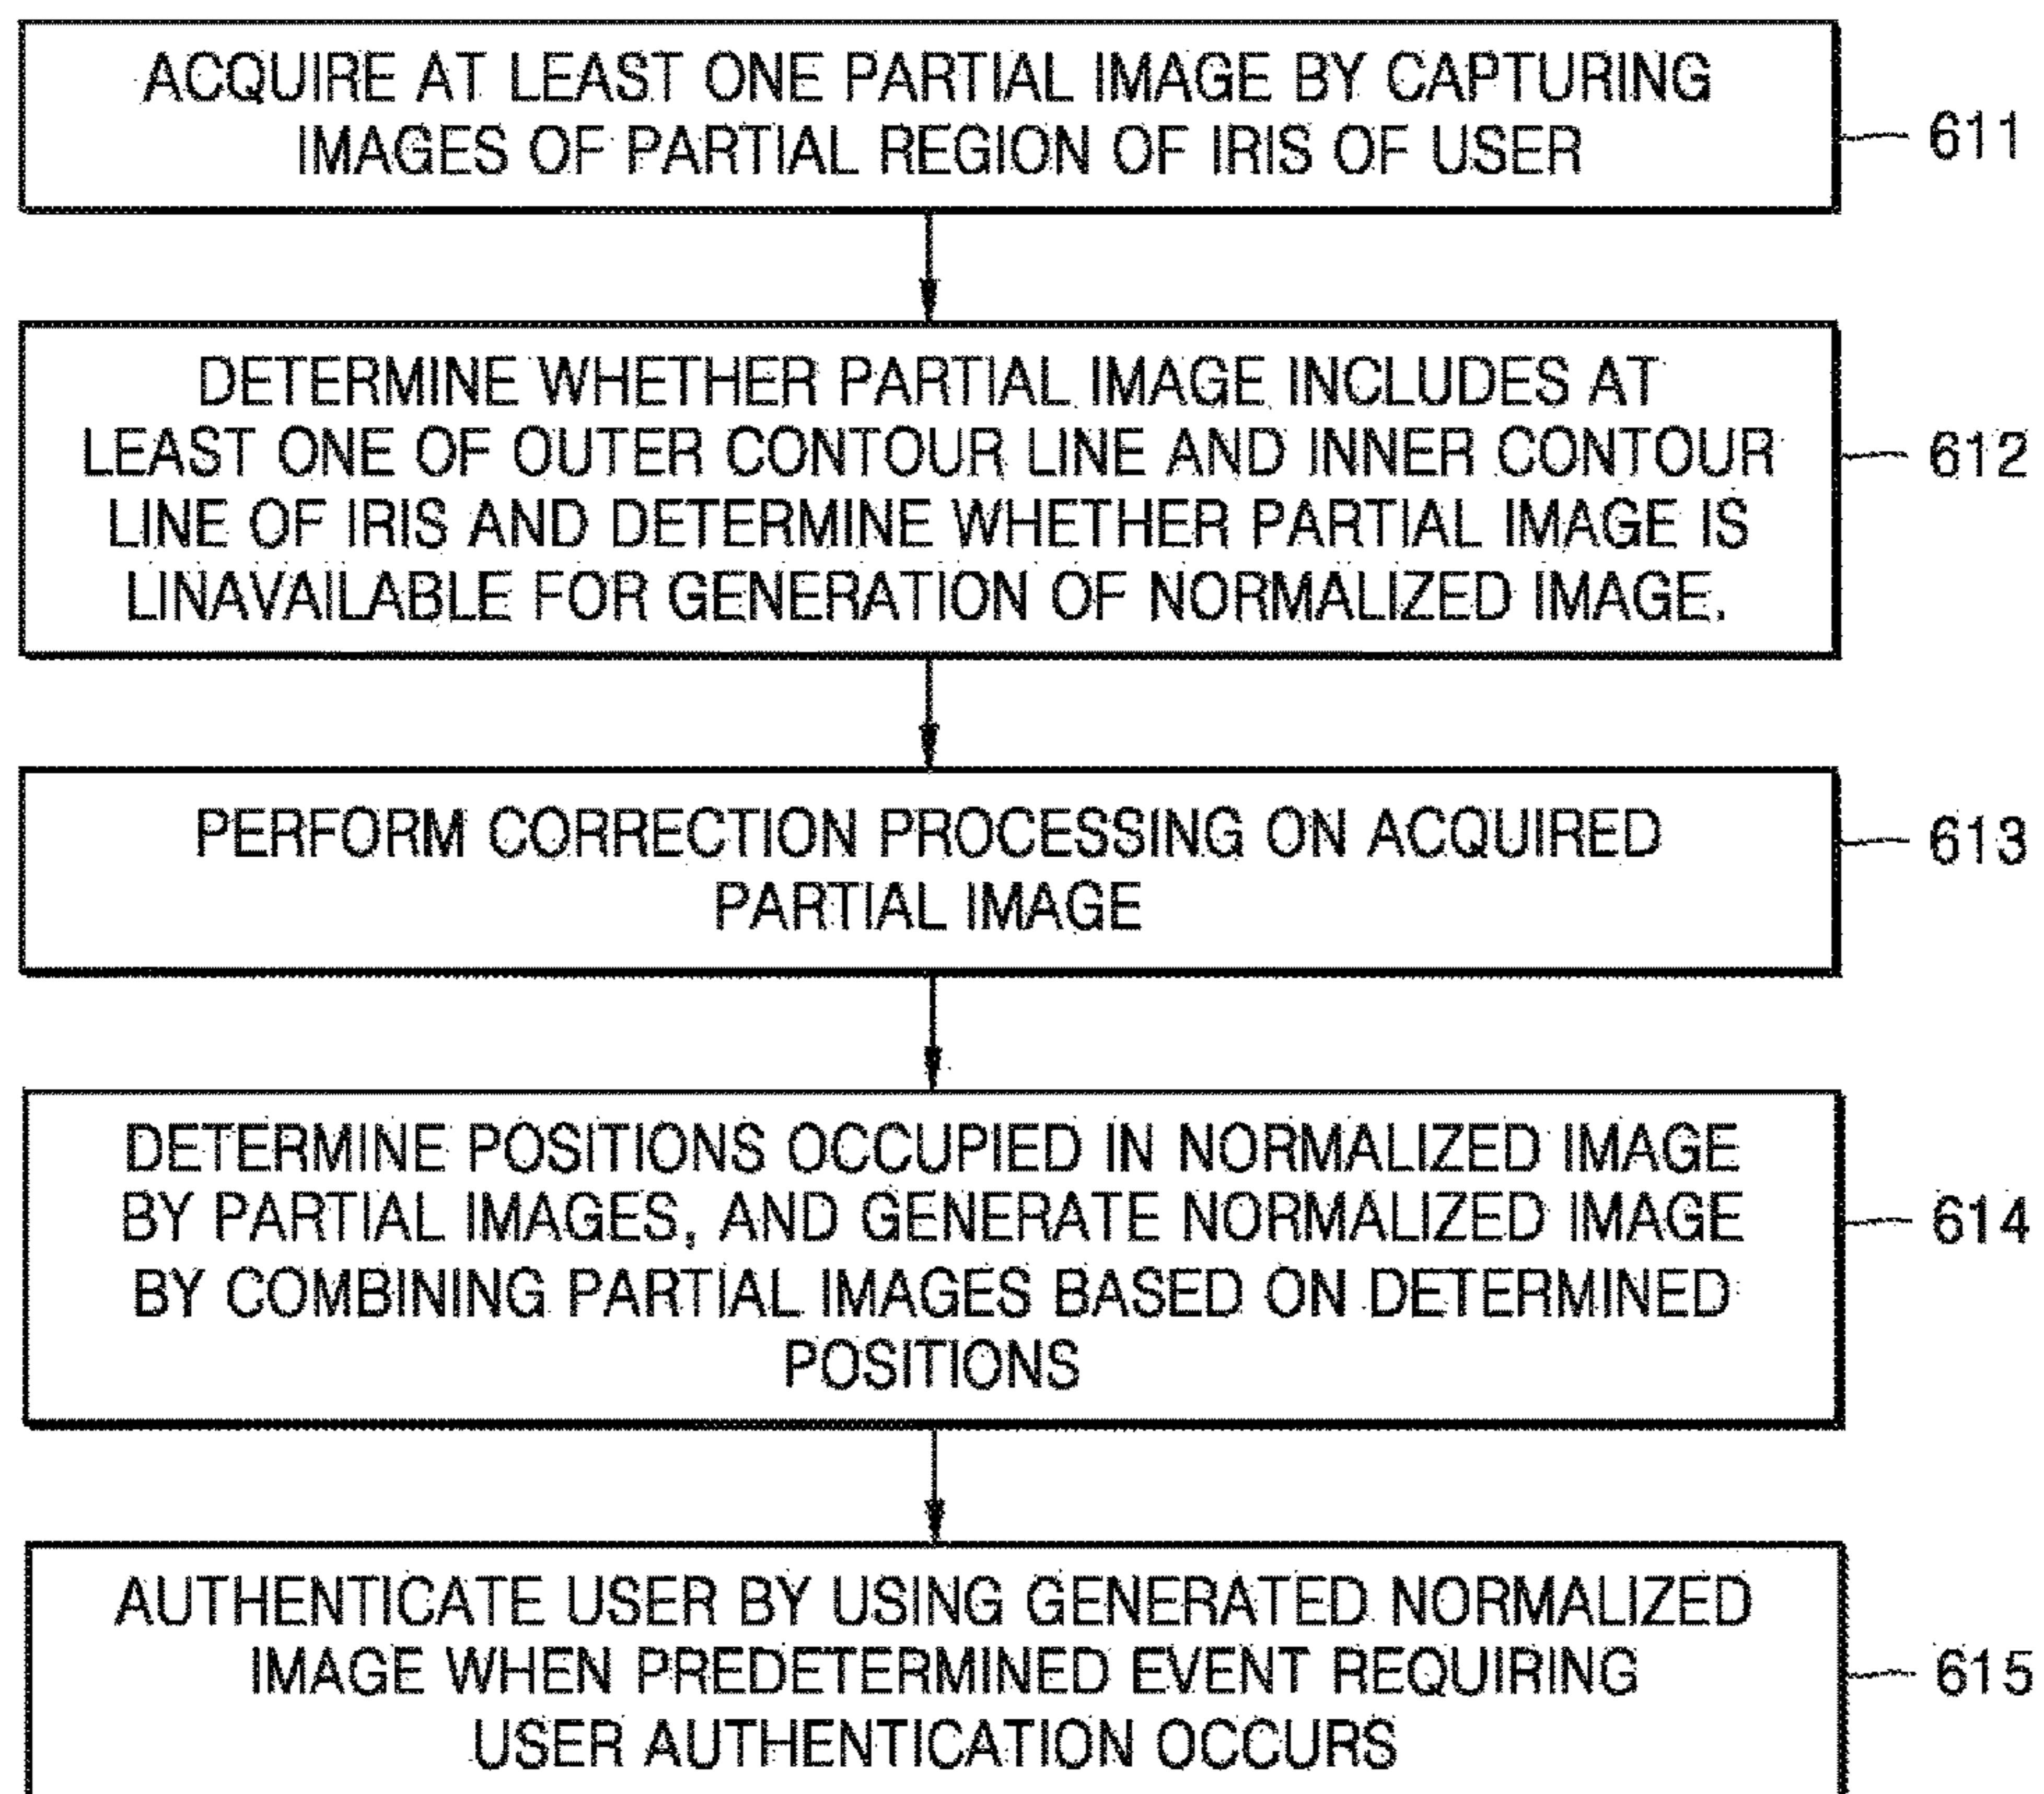 ACQUIRE AT LEAST ONE PARTIAL IMAGE BY CAPTURING
IMAGES OF PARTIAL REGION OF IRIS OF USER
611
DETERMINE WHETHER PARTIAL IMAGE INCLUDES AT
LEAST ONE OF OUTER CONTOUR LINE AND INNER CONTOUR
LINE OF IRIS AND DETERMINE WHETHER PARTIAL IMAGE IS
LINAVAILABLE FOR GENERATION OF NORMALIZED IMAGE.
612
PERFORM CORRECTION PROCESSING ON ACQUIRED
PARTIAL IMAGE
613
DETERMINE POSITIONS OCCUPIED IN NORMALIZED IMAGE
BY PARTIAL IMAGES, AND GENERATE NORMALIZED IMAGE
BY COMBINING PARTIAL IMAGES BASED ON DETERMINED
POSITIONS
614
AUTHENTICATE USER BY USING GENERATED NORMALIZED
IMAGE WHEN PREDETERMINED EVENT REQUIRING
USER AUTHENTICATION OCCURS
615